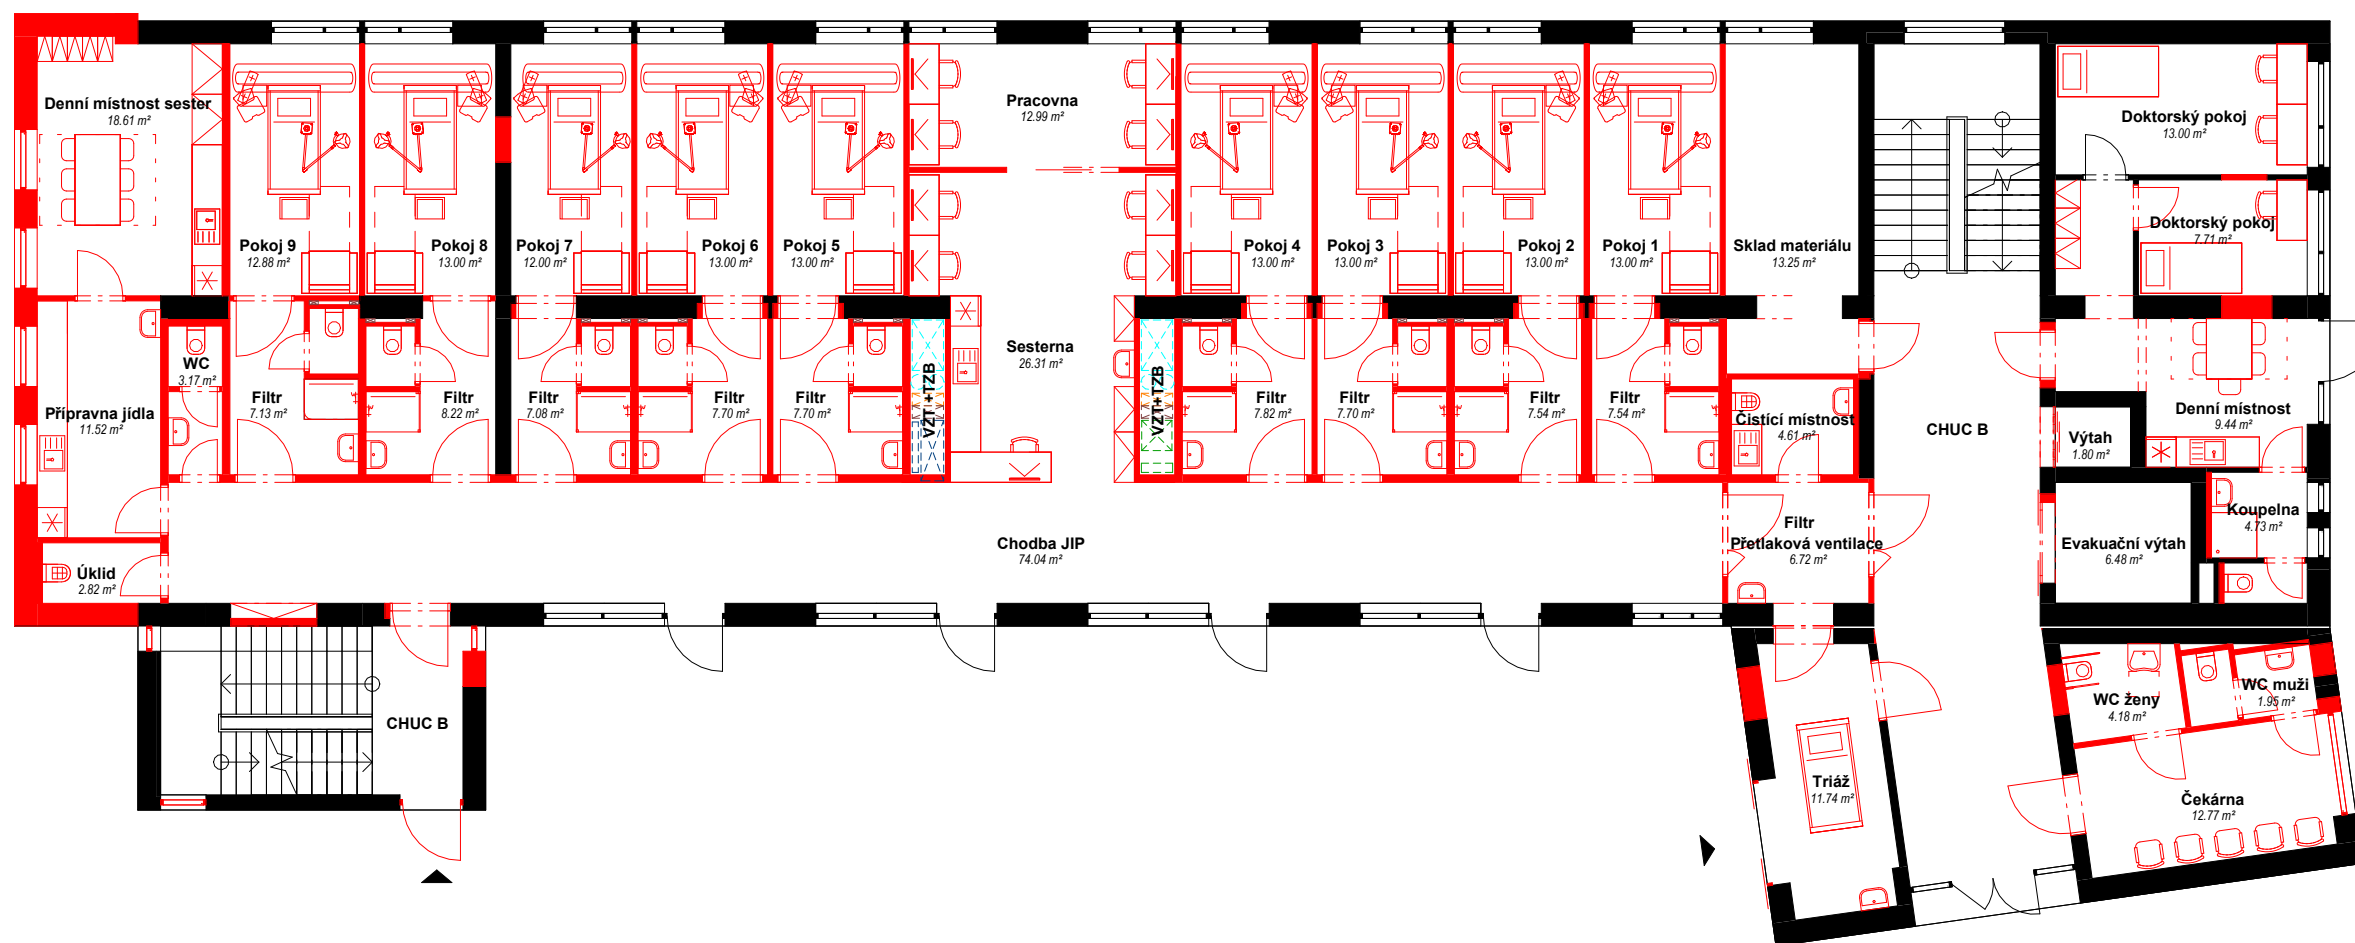 Denní místnost sester
18.61 m²
Pokoj 9
12.88 m²
Pokoj 8
13.00 m²
Pokoj 7
12.00 m²
Pokoj 6
13.00 m²
Pokoj 5
13.00 m²
Pracovna
12.99 m²
Pokoj 4
13.00 m²
Pokoj 3
13.00 m²
Pokoj 2
13.00 m²
Pokoj 1
13.00 m²
Sklad materiálu
13.25 m²
Doktorský pokoj
13.00 m²
Doktorský pokoj
7.71 m²
WC
3.17 m²
Přípravna jídla
11.52 m²
Filtr
7.13 m²
Filtr
8.22 m²
Filtr
7.08 m²
Filtr
7.70 m²
Filtr
7.70 m²
VZT +TZB
Sesterna
26.31 m²
VZT+TZB
Filtr
7.82 m²
Filtr
7.70 m²
Filtr
7.54 m²
Filtr
7.54 m²
Čistící místnost
4.61 m²
CHUC B
Výtah
1.80 m²
Denní místnost
9.44 m²
Koupelna
4.73 m²
Evakuační výtah
6.48 m²
Úklid
2.82 m²
Chodba JIP
74.04 m²
Filtr
Přetlaková ventilace
6.72 m²
CHUC B
WC ženy
4.18 m²
WC muži
1.95 m²
Triáž
11.74 m²
Čekárna
12.77 m²